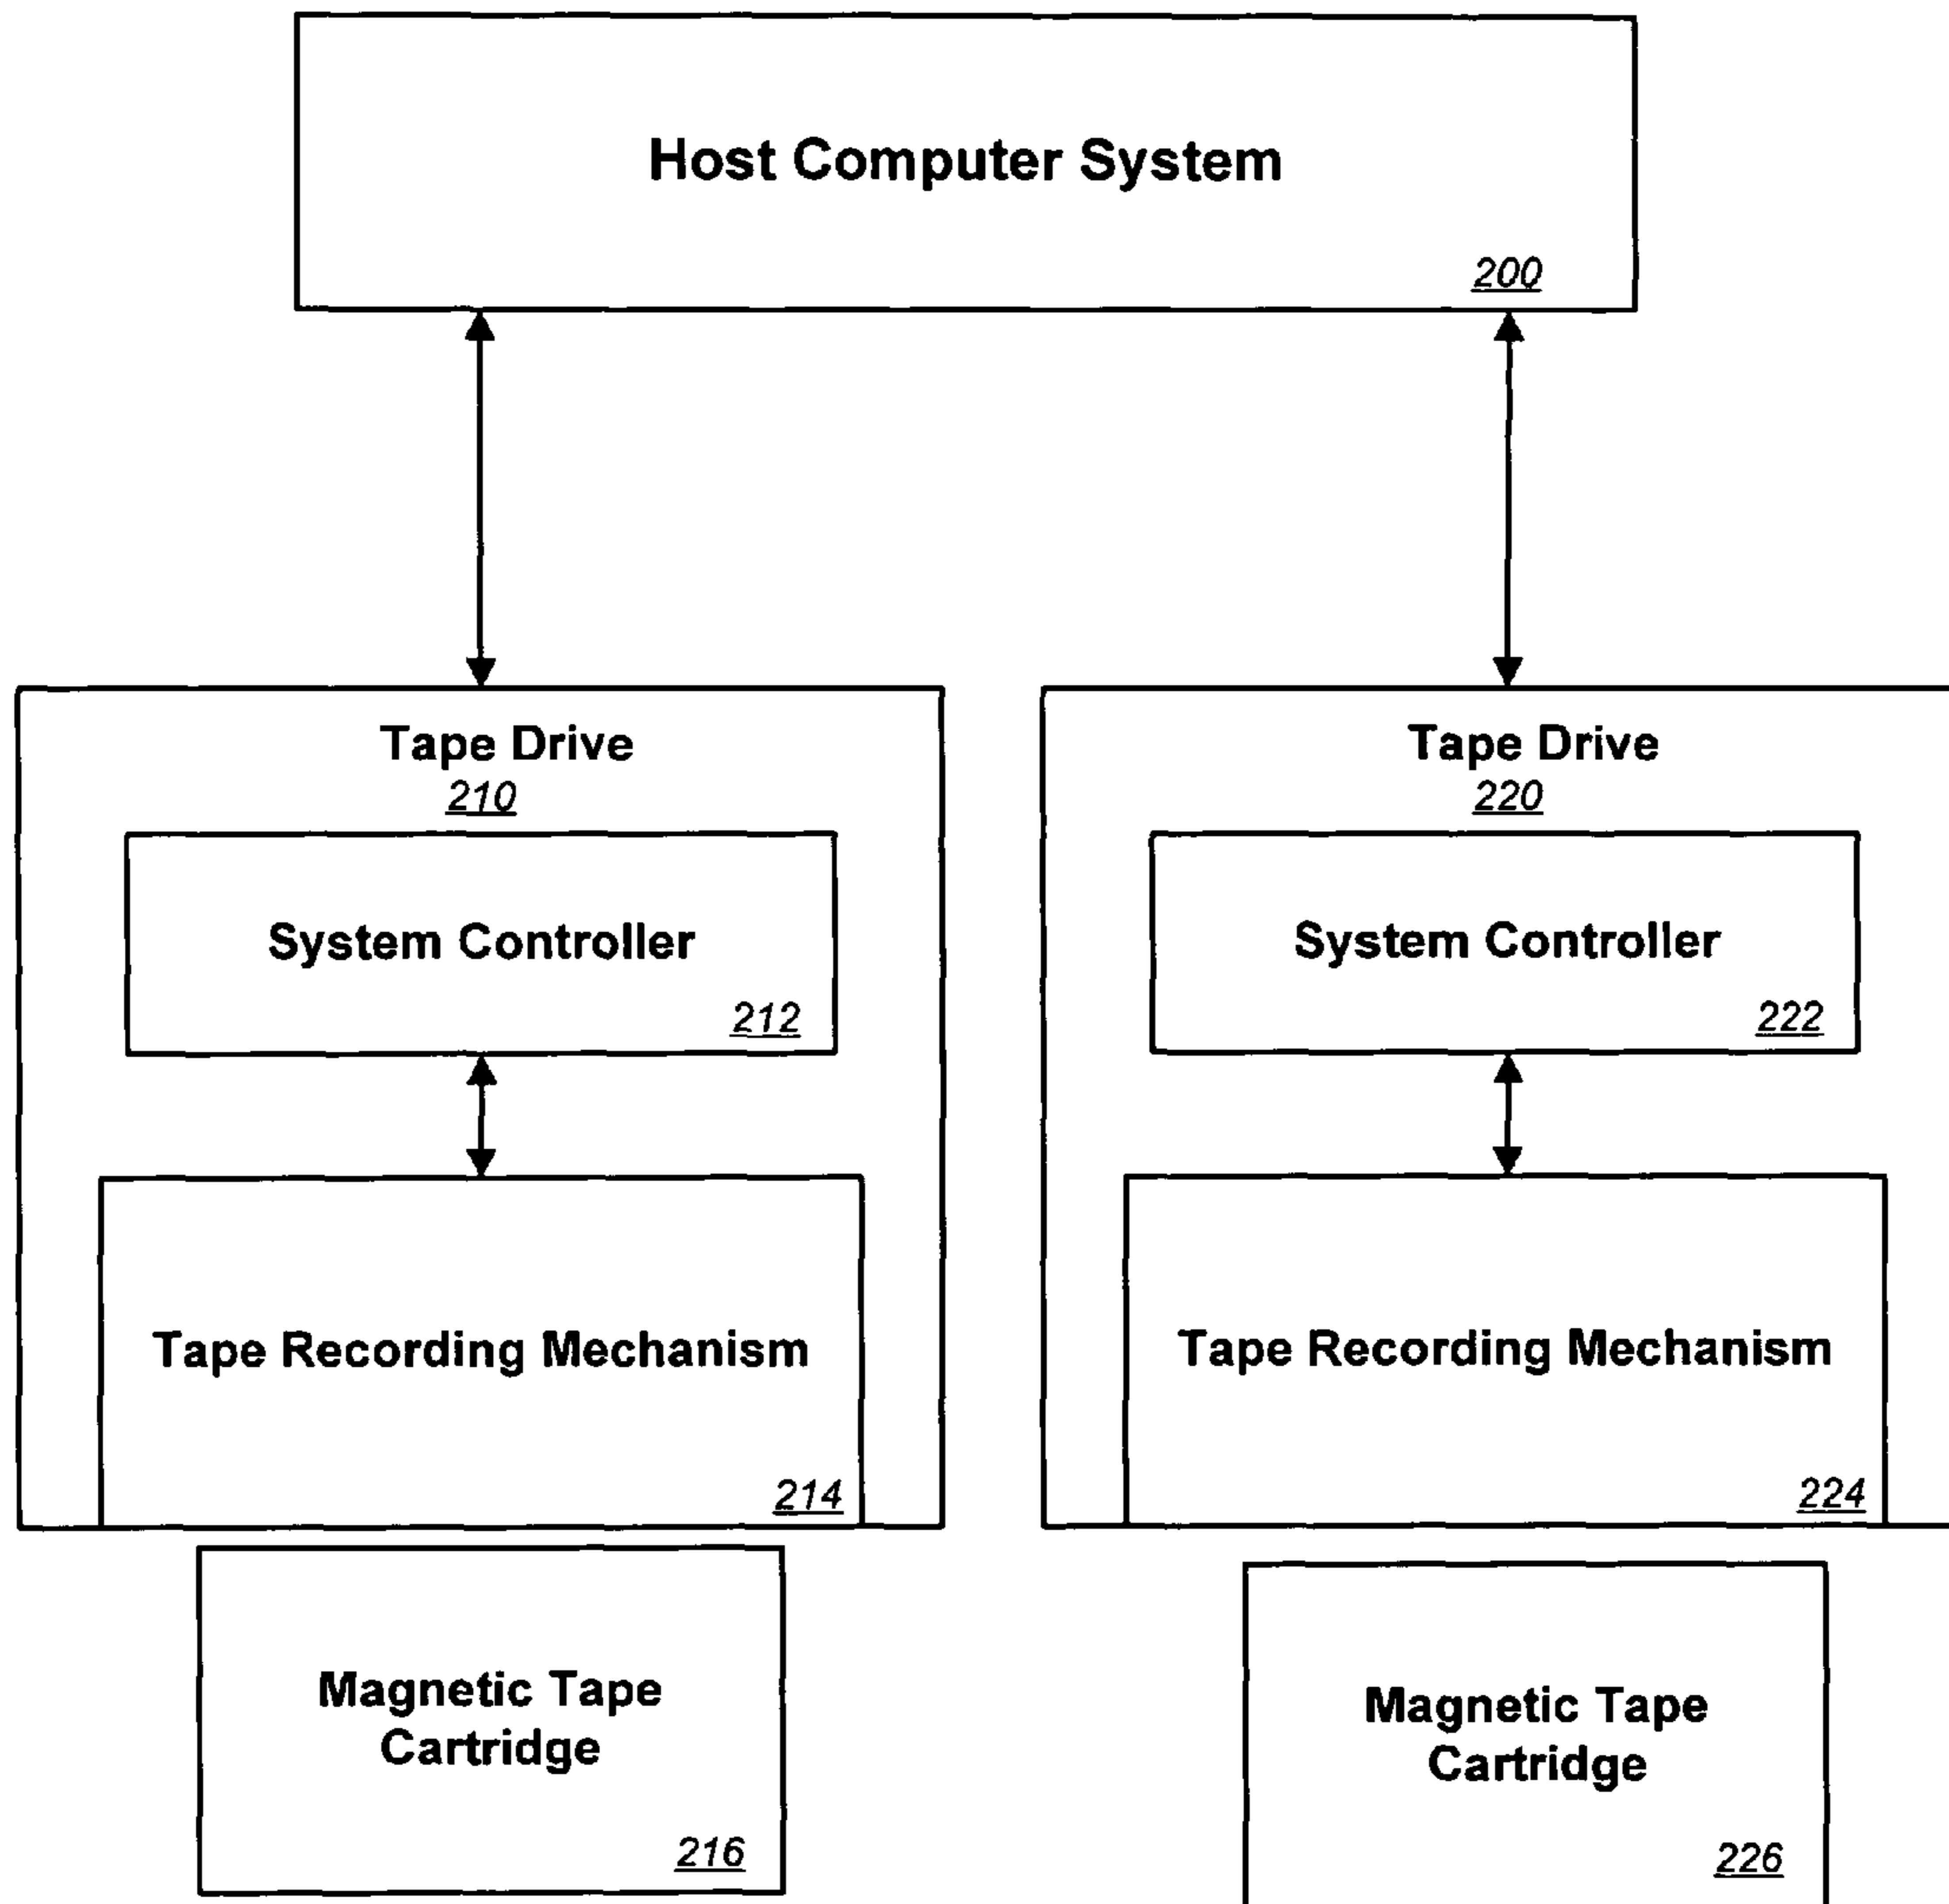 Host Computer System
200
Tape Drive
210
System Controller
212
Tape Recording Mechanism
214
Magnetic Tape
Cartridge
216
Tape Drive
220
System Controller
222
Tape Recording Mechanism
224
Magnetic Tape
Cartridge
226